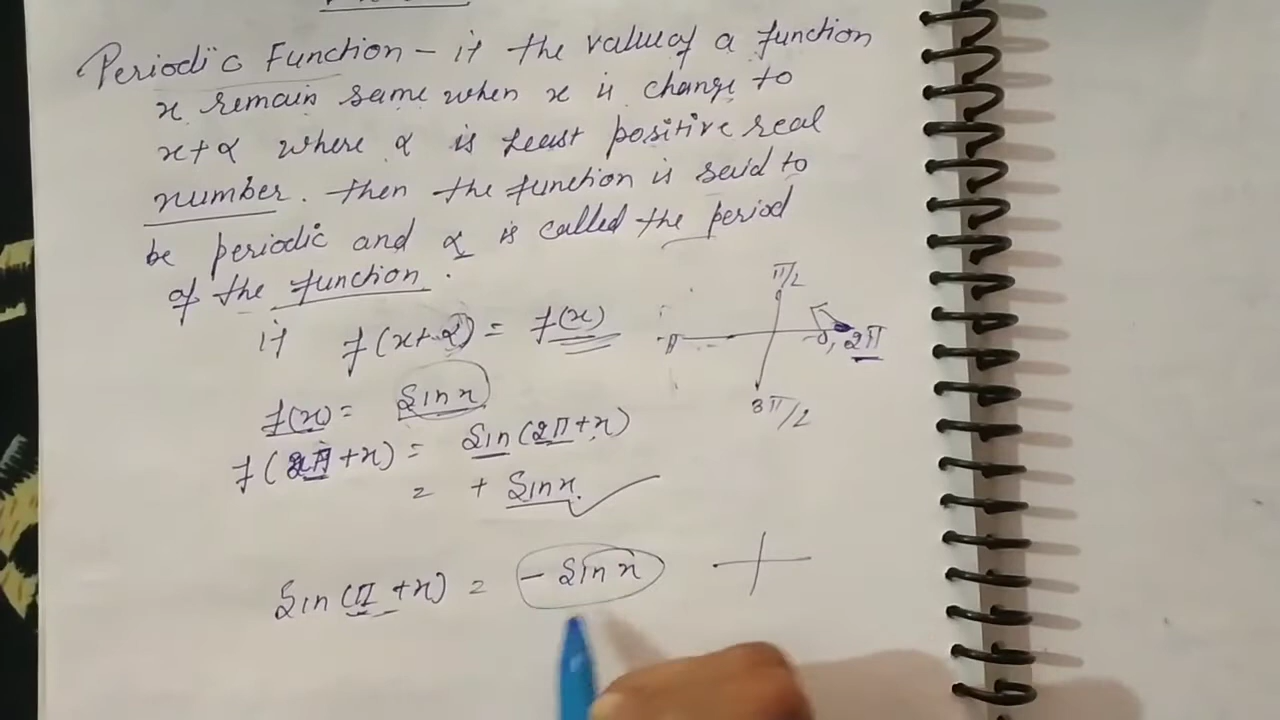 Periodic Function - if the value of a function
x remain same when x is change to
x+α where α is least positive real
number. then the function is said to
be periodic and α is called the period
of the function.
if f(x+α) = f(x)
π/2
π
0, 2π
3π/2
f(x) = Sin x
f(2π+x) = Sin(2π+x)
= + Sin x.
Sin(π+x) = - Sin x